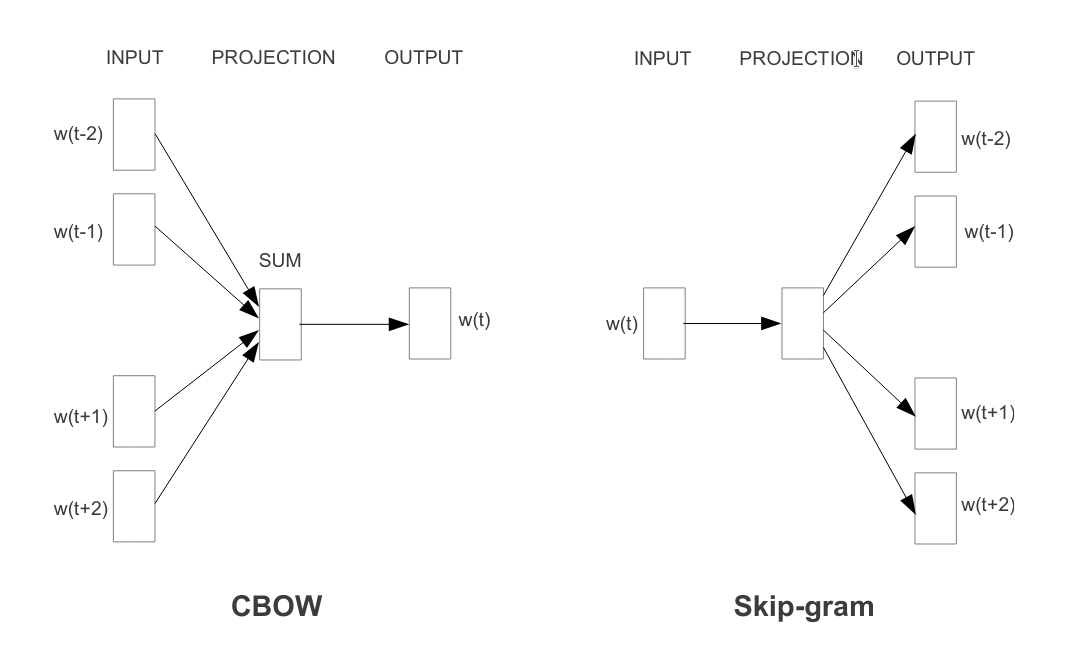 INPUT PROJECTION OUTPUT
w(t-2)
w(t-1)
SUM
w(t)
w(t+1)
w(t+2)
CBOW
INPUT PROJECTION OUTPUT
w(t-2)
w(t-1)
w(t)
w(t+1)
w(t+2)
Skip-gram